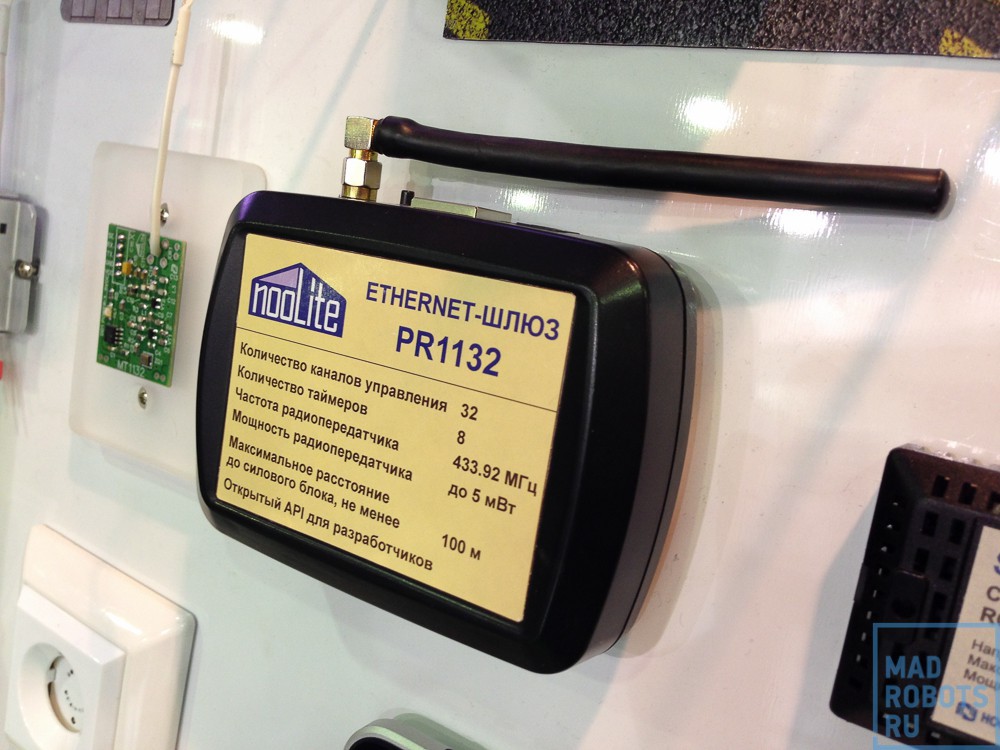 nooLite
ETHERNET-ШЛЮЗ
PR1132
Количество каналов управления 32
Количество таймеров 8
Частота радиопередатчика 433.92 МГц
Мощность радиопередатчика до 5 мВт
Максимальное расстояние
до силового блока, не менее 100 м
Открытый API для разработчиков
MT1132
MAD
ROBOTS
RU